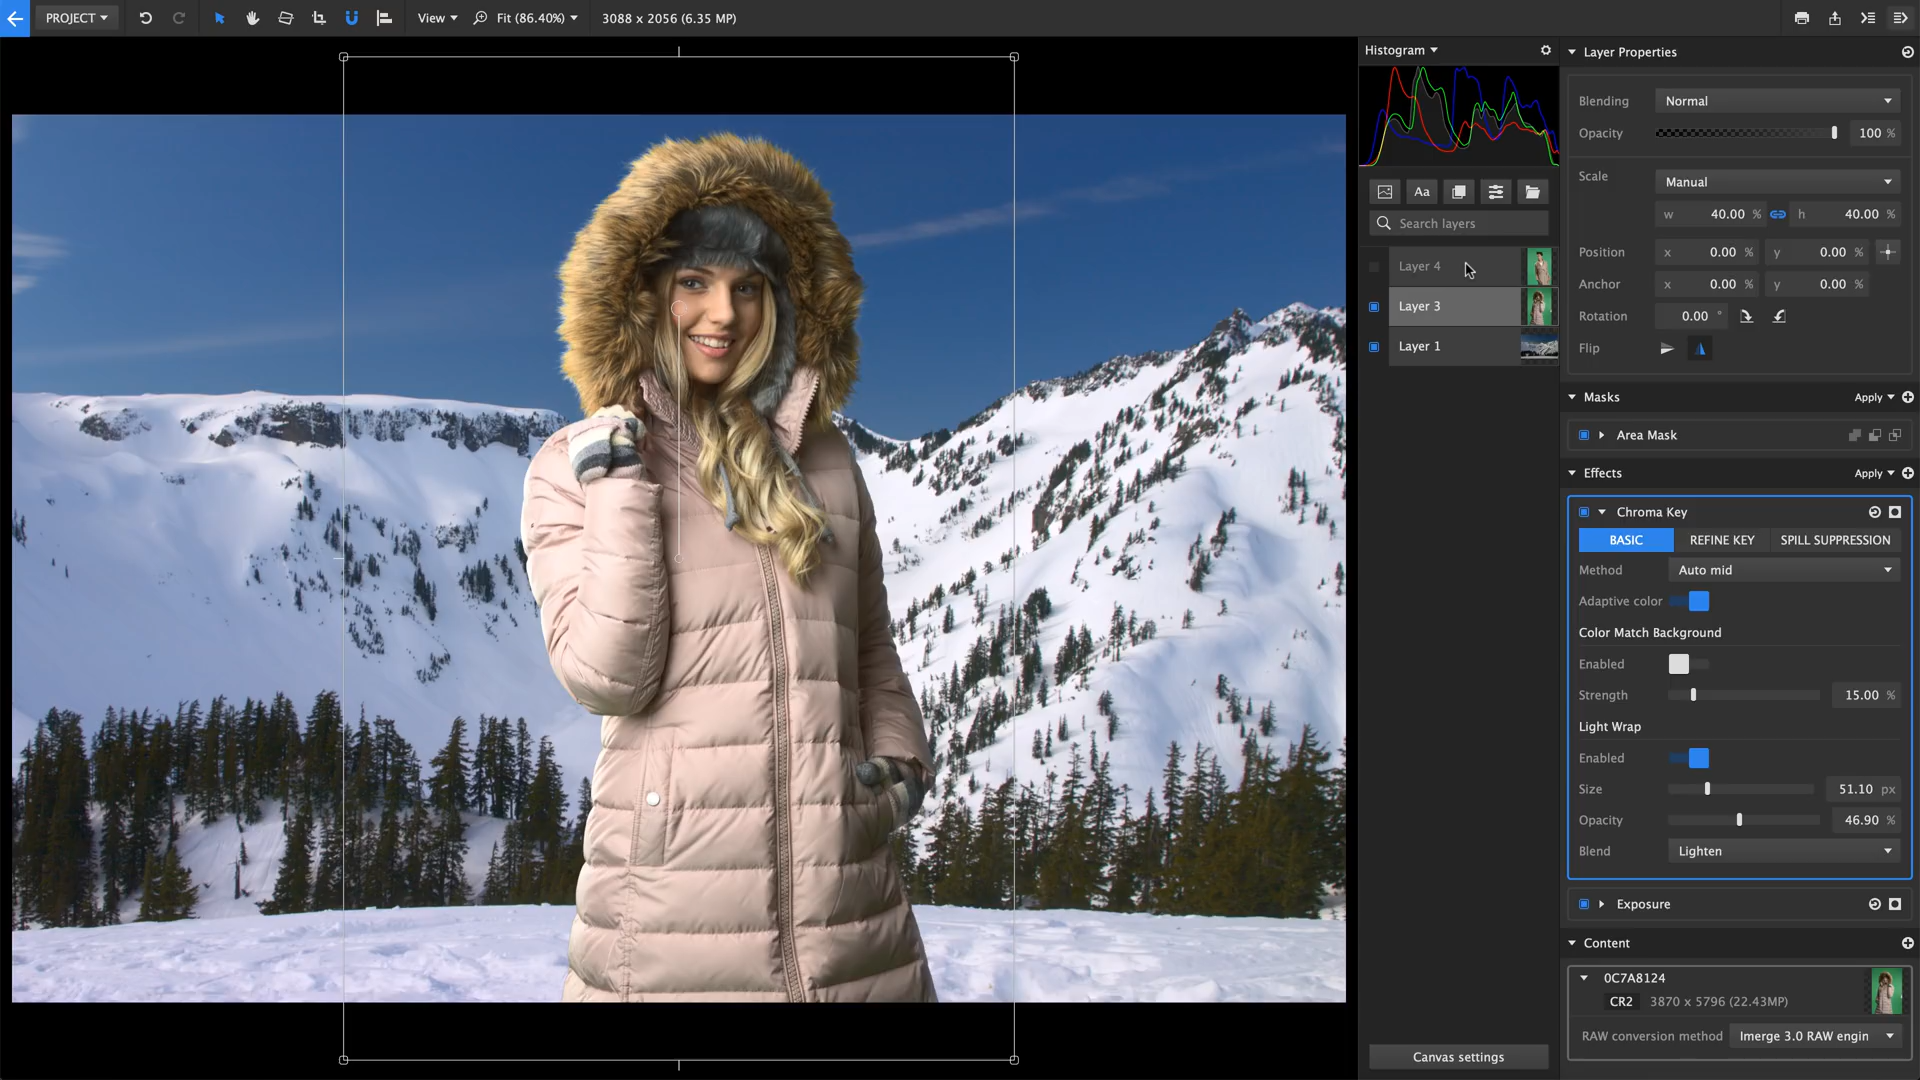 PROJECT
View
Fit (86.40%)
3088 x 2056 (6.35 MP)
Histogram
Aa
Search layers
Layer 4
Layer 3
Layer 1
Canvas settings
Layer Properties
Blending Normal
Opacity 100 %
Scale Manual
w 40.00 % h 40.00 %
Position x 0.00 % y 0.00 %
Anchor x 0.00 % y 0.00 %
Rotation 0.00 °
Flip
Masks Apply
Area Mask
Effects Apply
Chroma Key
BASIC REFINE KEY SPILL SUPPRESSION
Method Auto mid
Adaptive color
Color Match Background
Enabled
Strength 15.00 %
Light Wrap
Enabled
Size 51.10 px
Opacity 46.90 %
Blend Lighten
Exposure
Content
0C7A8124
CR2 3870 x 5796 (22.43MP)
RAW conversion method Imerge 3.0 RAW engin